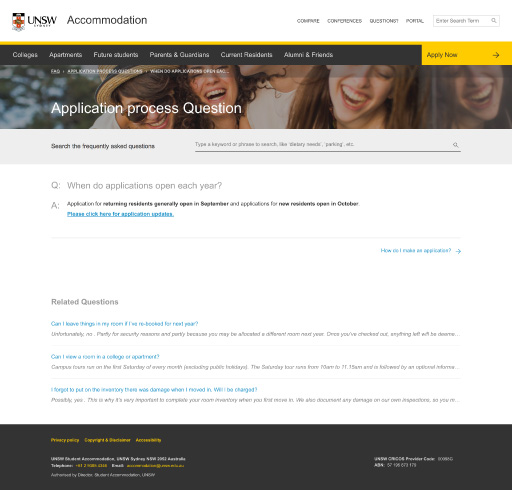 UNSW
SYDNEY
Accommodation
COMPARE CONFERENCES QUESTIONS? PORTAL
Enter Search Term
Colleges Apartments Future students Parents & Guardians Current Residents Alumni & Friends Apply Now
FAQ › APPLICATION PROCESS QUESTIONS › WHEN DO APPLICATIONS OPEN EAC...
Application process Question
Search the frequently asked questions
Type a keyword or phrase to search, like 'dietary needs', 'parking', etc.
Q: When do applications open each year?
A: Application for returning residents generally open in September and applications for new residents open in October.
Please click here for application updates.
How do I make an application?
Related Questions
Can I leave things in my room if I've re-booked for next year?
Unfortunately, no . Partly for security reasons and partly because you may be allocated a different room next year. Once you've checked out, anything left will be deeme...
Can I view a room in a college or apartment?
Campus tours run on the first Saturday of every month (excluding public holidays). The Saturday tour runs from 10am to 11.15am and is followed by an optional informa...
I forgot to put on the inventory there was damage when I moved in. Will I be charged?
Possibly, yes . This is why it's very important to complete your room inventory when you first move in. We also document any damage on our own inspections, so you m...
Privacy policy Copyright & Disclaimer Accessibility
UNSW Student Accommodation, UNSW Sydney NSW 2052 Australia
Telephone: Email: accommodation@unsw.edu.au
Authorised by Director, Student Accommodation, UNSW
UNSW CRICOS Provider Code: 00098G
ABN: 57 195 873 179